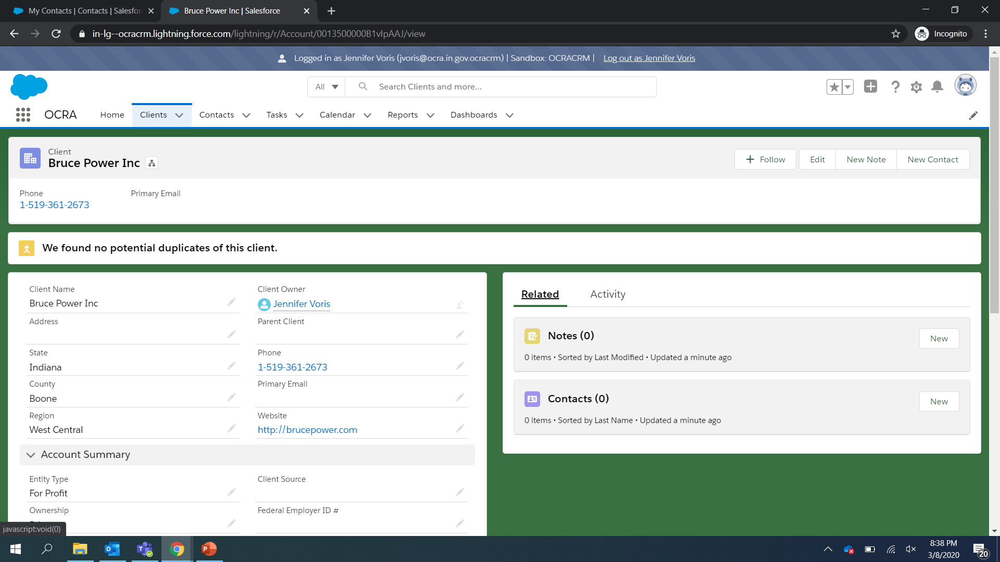 My Contacts | Contacts | Salesfor
Bruce Power Inc | Salesforce
in-lg--ocracrm.lightning.force.com/lightning/r/Account/0013500000B1vIpAAJ/view
Incognito
Logged in as Jennifer Voris (jvoris@ocra.in.gov.ocracrm) | Sandbox: OCRACRM | Log out as Jennifer Voris
All
Search Clients and more...
OCRA
Home
Clients
Contacts
Tasks
Calendar
Reports
Dashboards
Client
Bruce Power Inc
Follow
Edit
New Note
New Contact
Phone
Primary Email
1-519-361-2673
We found no potential duplicates of this client.
Client Name
Bruce Power Inc
Client Owner
Jennifer Voris
Address
Parent Client
State
Indiana
Phone
1-519-361-2673
County
Boone
Primary Email
Region
West Central
Website
http://brucepower.com
Account Summary
Entity Type
For Profit
Client Source
Ownership
Federal Employer ID #
Related
Activity
Notes (0)
New
0 items • Sorted by Last Modified • Updated a minute ago
Contacts (0)
New
0 items • Sorted by Last Name • Updated a minute ago
javascript:void(0)
8:38 PM
3/8/2020
20